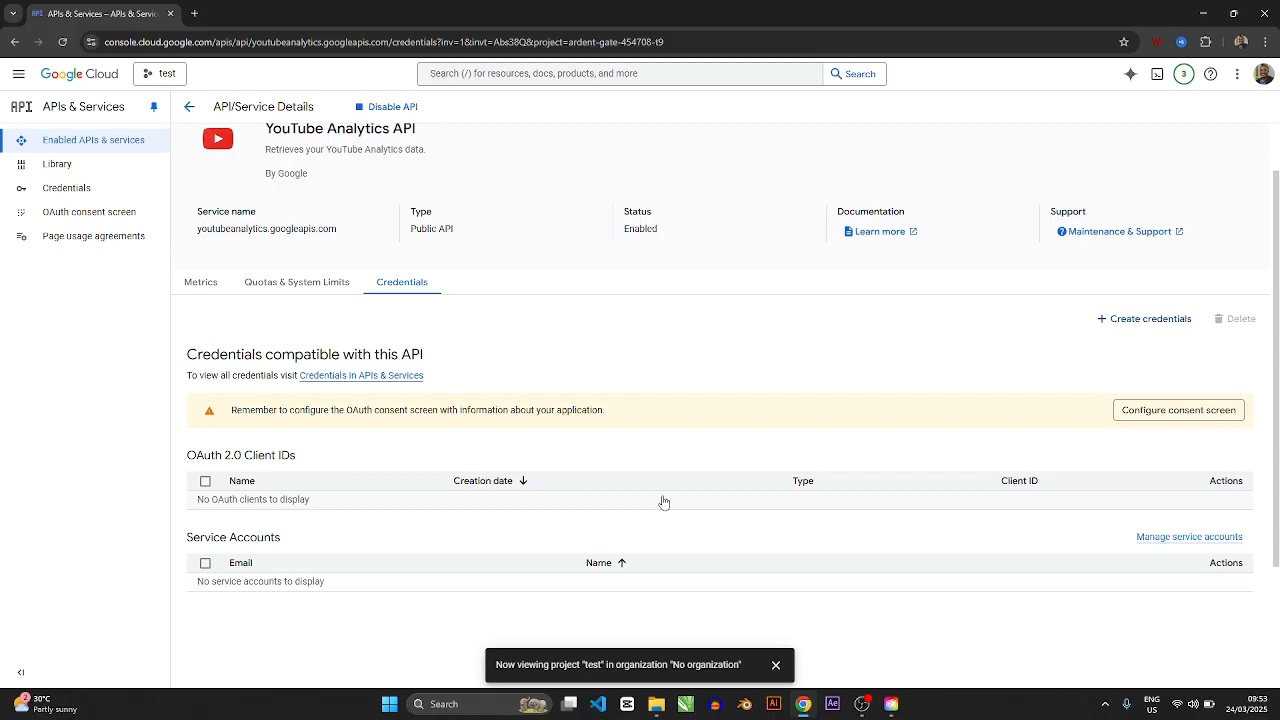 API APIs & Services – APIs & Servic
console.cloud.google.com/apis/api/youtubeanalytics.googleapis.com/credentials?inv=1&invt=Abs38Q&project=ardent-gate-454708-t9
Google Cloud
test
Search (/) for resources, docs, products, and more
Search
3
API APIs & Services
API/Service Details
Disable API
Enabled APIs & services
Library
Credentials
OAuth consent screen
Page usage agreements
YouTube Analytics API
Retrieves your YouTube Analytics data.
By Google
Service name
youtubeanalytics.googleapis.com
Type
Public API
Status
Enabled
Documentation
Learn more
Support
Maintenance & Support
Metrics
Quotas & System Limits
Credentials
+ Create credentials
Delete
Credentials compatible with this API
To view all credentials visit Credentials in APIs & Services
Remember to configure the OAuth consent screen with information about your application.
Configure consent screen
OAuth 2.0 Client IDs
Name Creation date Type Client ID Actions
No OAuth clients to display
Service Accounts
Manage service accounts
Email Name Actions
No service accounts to display
Now viewing project "test" in organization "No organization"
2
30°C
Partly sunny
Search
Ai
Ae
ENG
US
09:53
24/03/2025